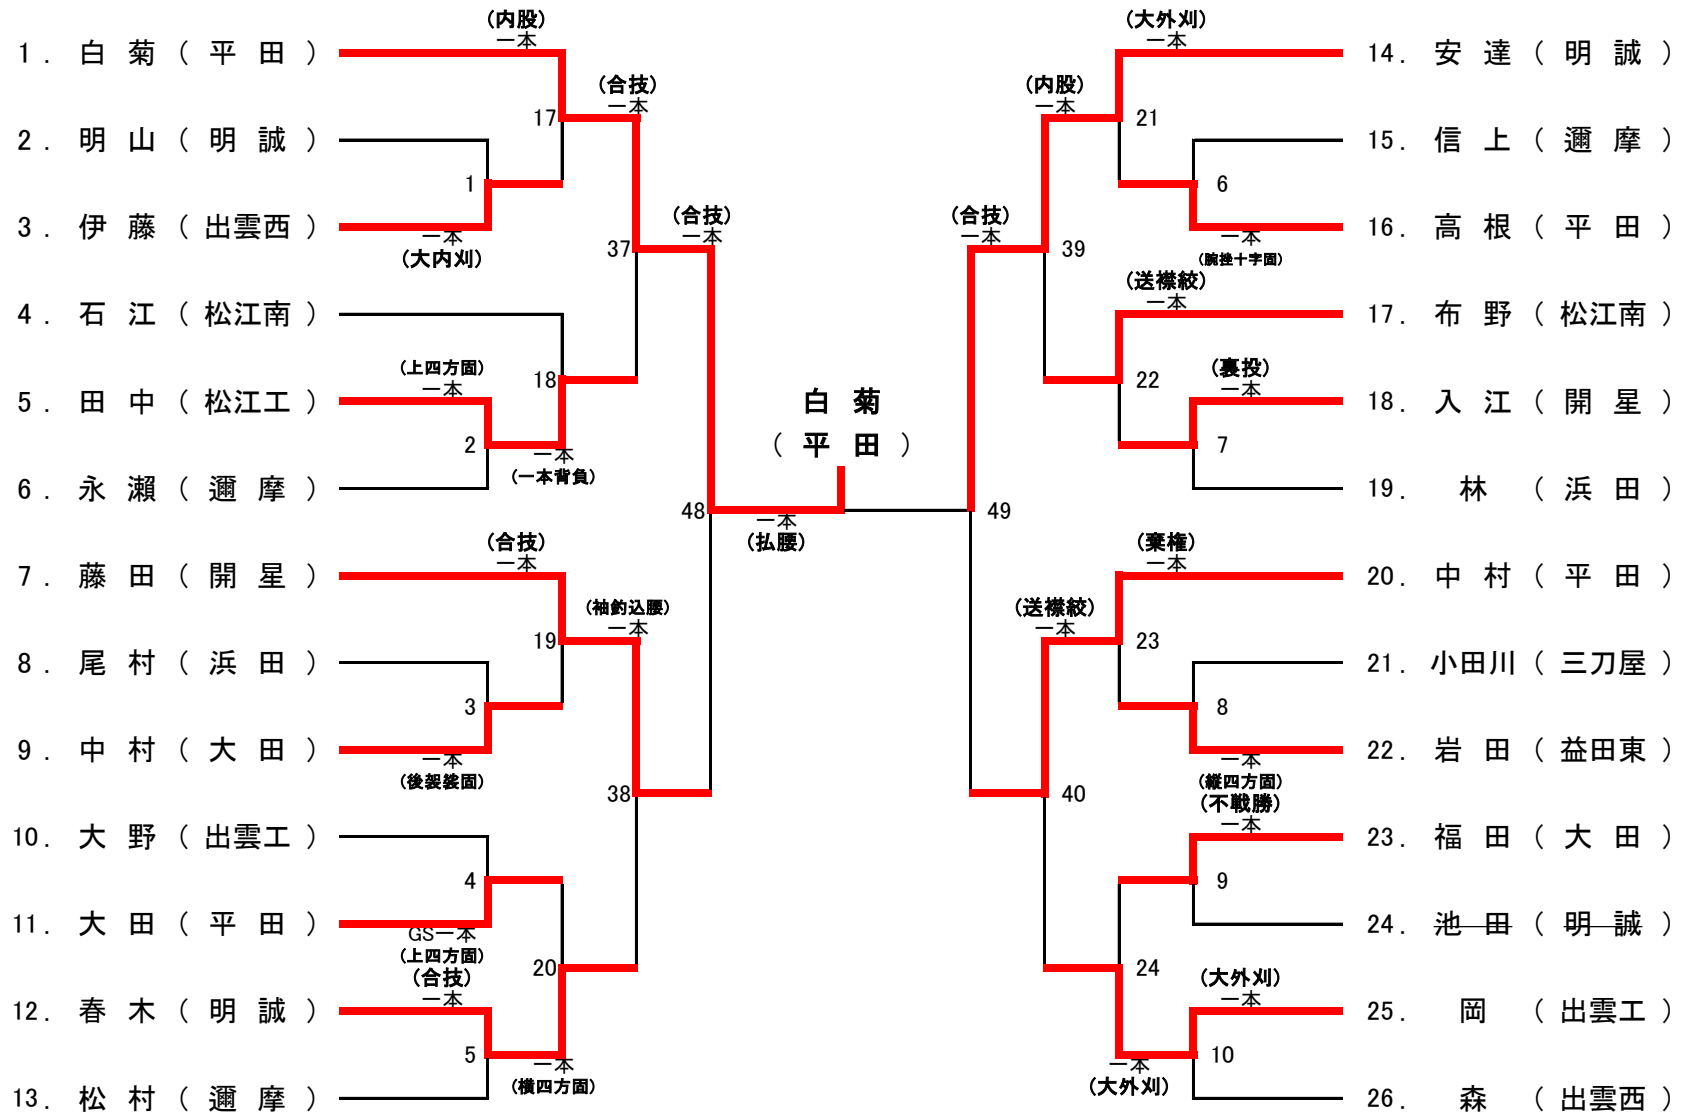 1. 白菊(平田)
2. 明山(明誠)
3. 伊藤(出雲西)
4. 石江(松江南)
5. 田中(松江工)
6. 永瀬(邇摩)
7. 藤田(開星)
8. 尾村(浜田)
9. 中村(大田)
10. 大野(出雲工)
11. 大田(平田)
12. 春木(明誠)
13. 松村(邇摩)
(内股)
一本
17
1
一本
(大内刈)
(合技)
一本
37
(上四方固)
一本
18
2
一本
(一本背負)
(合技)
一本
48
(合技)
一本
19
3
一本
(後袈裟固)
(袖釣込腰)
一本
38
4
GS一本
(上四方固)
(合技)
一本
20
5
一本
(横四方固)
白菊
(平田)
一本
(払腰)
(大外刈)
一本
(内股)
一本
21
6
一本
(腕挫十字固)
(合技)
一本
39
(送襟絞)
一本
22
(裏投)
一本
7
49
(棄権)
一本
(送襟絞)
一本
23
8
一本
(縦四方固)
(不戦勝)
一本
40
9
24
(大外刈)
一本
10
一本
(大外刈)
14. 安達(明誠)
15. 信上(邇摩)
16. 高根(平田)
17. 布野(松江南)
18. 入江(開星)
19. 林(浜田)
20. 中村(平田)
21. 小田川(三刀屋)
22. 岩田(益田東)
23. 福田(大田)
24. 池田(明誠)
25. 岡(出雲工)
26. 森(出雲西)